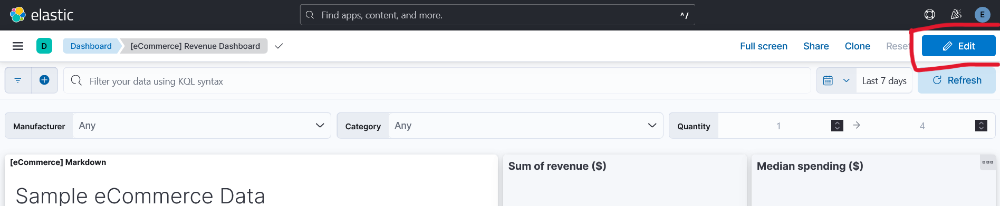 elastic
Find apps, content, and more.
^/
E
D
Dashboard
[eCommerce] Revenue Dashboard
Full screen
Share
Clone
Reset
Edit
Filter your data using KQL syntax
Last 7 days
Refresh
Manufacturer
Any
Category
Any
Quantity
1
4
[eCommerce] Markdown
Sum of revenue ($)
Median spending ($)
Sample eCommerce Data